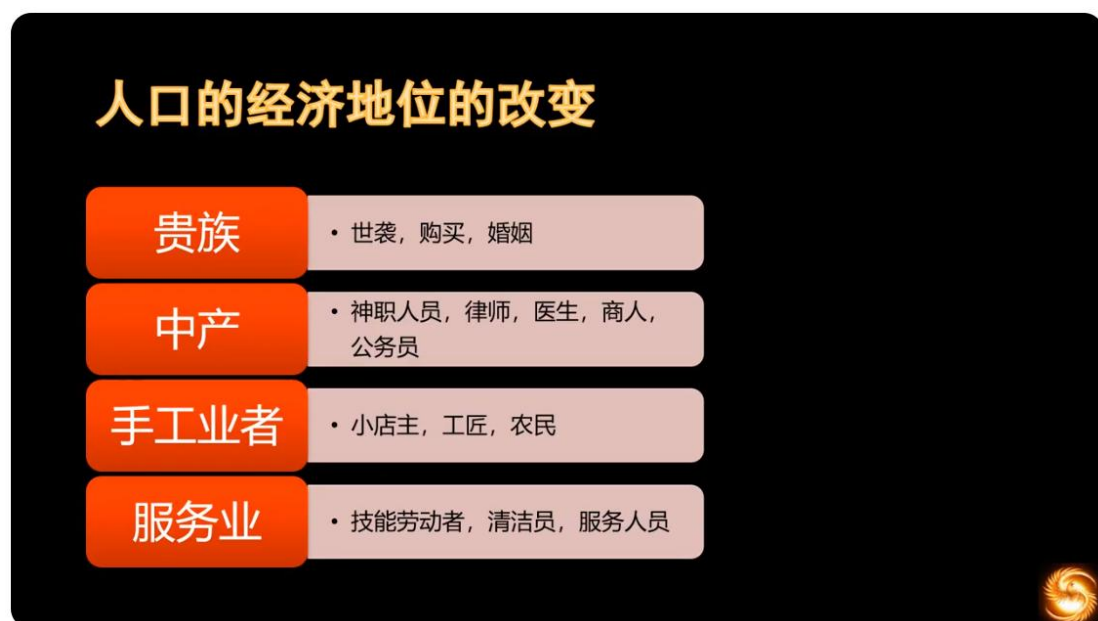 人口的经济地位的改变
贵族
• 世袭，购买，婚姻
中产
• 神职人员，律师，医生，商人，
公务员
手工业者
• 小店主，工匠，农民
服务业
• 技能劳动者，清洁员，服务人员